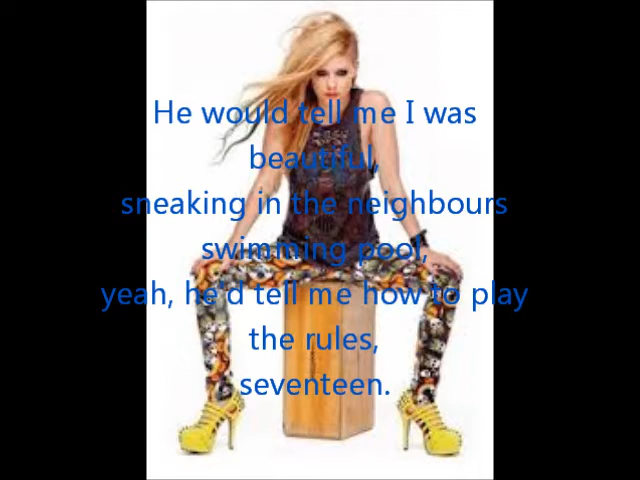 He would tell me I was
beautiful,
sneaking in the neighbours
swimming pool,
yeah, he'd tell me how to play
the rules,
seventeen.